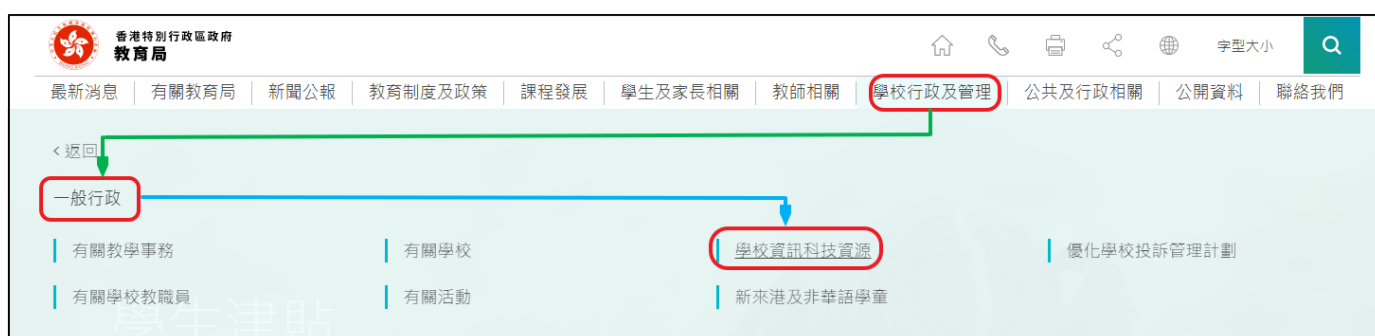 香港特別行政區政府
教育局
字型大小
最新消息 有關教育局 新聞公報 教育制度及政策 課程發展 學生及家長相關 教師相關 學校行政及管理 公共及行政相關 公開資料 聯絡我們
<返回
一般行政
有關教學事務 有關學校 學校資訊科技資源 優化學校投訴管理計劃
有關學校教職員 有關活動 新來港及非華語學童
學生津貼